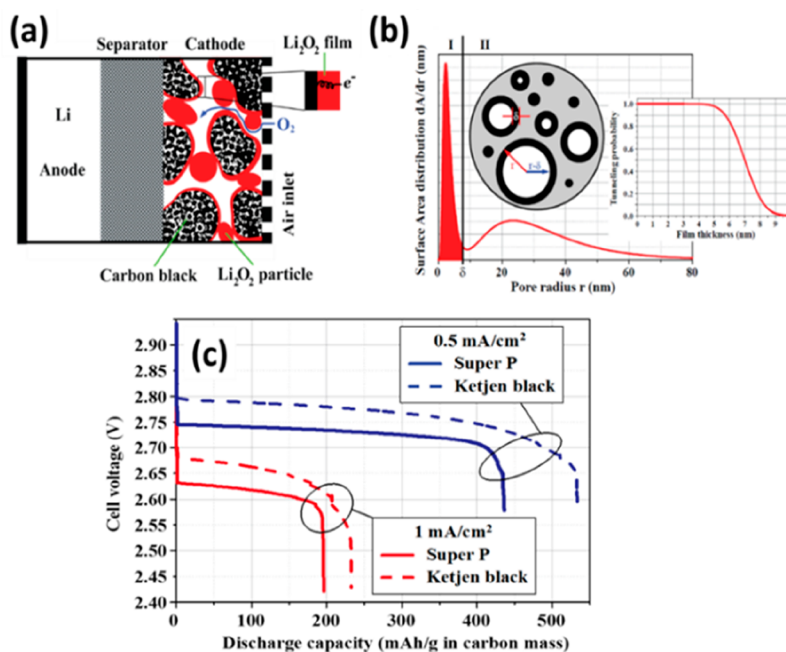 (a)
Separator Cathode
Li₂O₂ film
e⁻
O₂
Li
Anode
Air inlet
Carbon black
Li₂O₂ particle
(b)
I II
Surface Area distribution dA/dr (nm)
δ
r
r-δ
0 δ 20 40 60 80
Pore radius r (nm)
Tunneling probability
1.0
0.8
0.6
0.4
0.2
0.0
0 1 2 3 4 5 6 7 8 9
Film thickness (nm)
(c)
Cell voltage (V)
2.90
2.85
2.80
2.75
2.70
2.65
2.60
2.55
2.50
2.45
2.40
0.5 mA/cm²
Super P
Ketjen black
1 mA/cm²
Super P
Ketjen black
0 100 200 300 400 500
Discharge capacity (mAh/g in carbon mass)